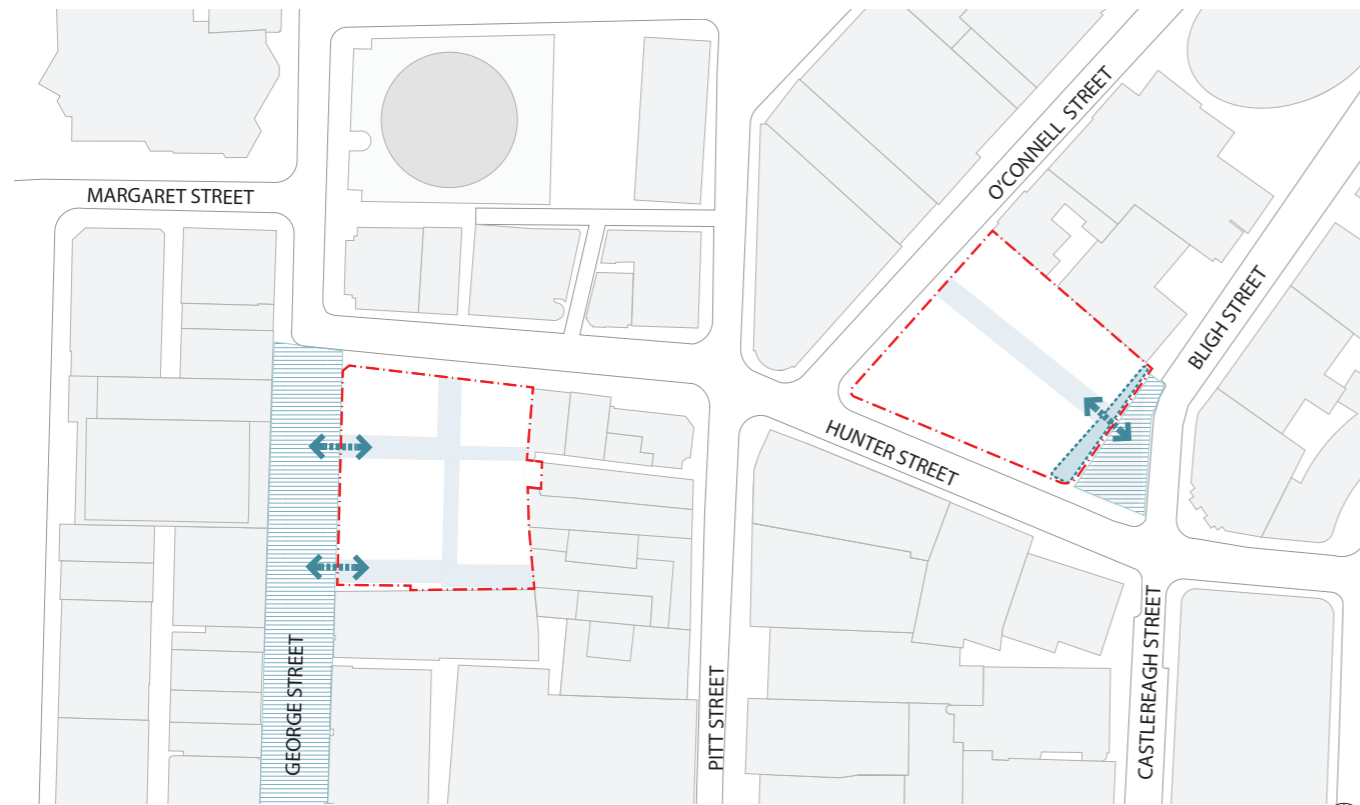 O'CONNELL STREET
MARGARET STREET
BLIGH STREET
HUNTER STREET
GEORGE STREET
PITT STREET
CASTLEREAGH STREET